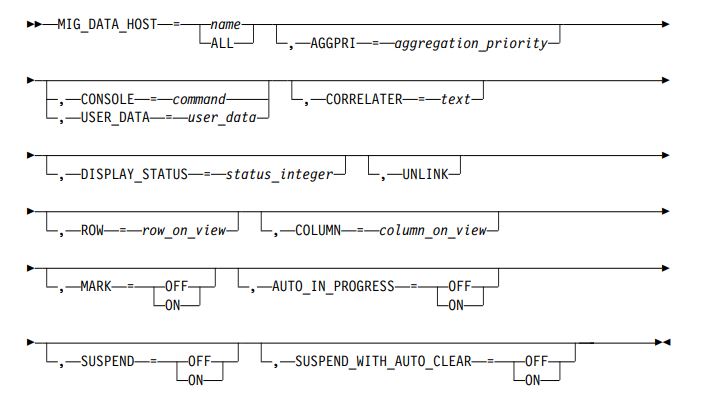 MIG_DATA_HOST = name
ALL , AGGPRI = aggregation_priority
, CONSOLE = command , CORRELATER = text
, USER_DATA = user_data
, DISPLAY_STATUS = status_integer , UNLINK
, ROW = row_on_view , COLUMN = column_on_view
, MARK = OFF , AUTO_IN_PROGRESS = OFF
ON ON
, SUSPEND = OFF , SUSPEND_WITH_AUTO_CLEAR = OFF
ON ON